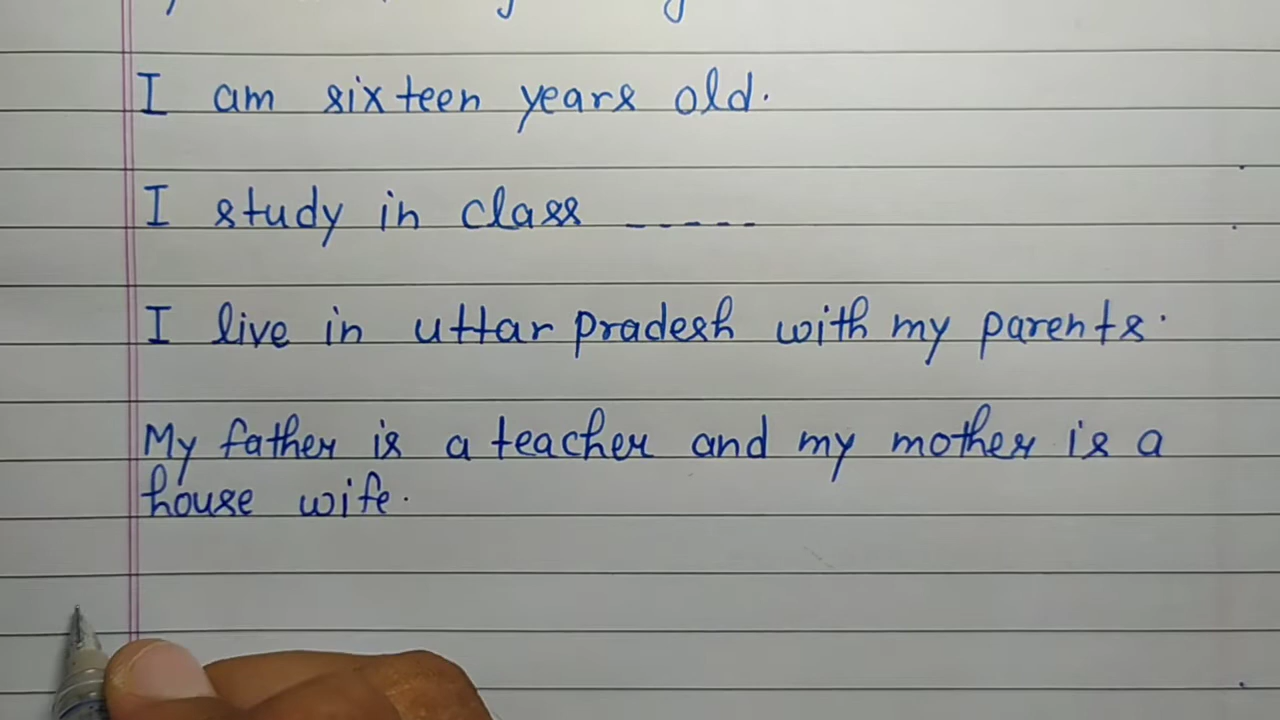 I am sixteen years old.
I study in class -----
I live in uttar pradesh with my parents.
My father is a teacher and my mother is a
house wife.